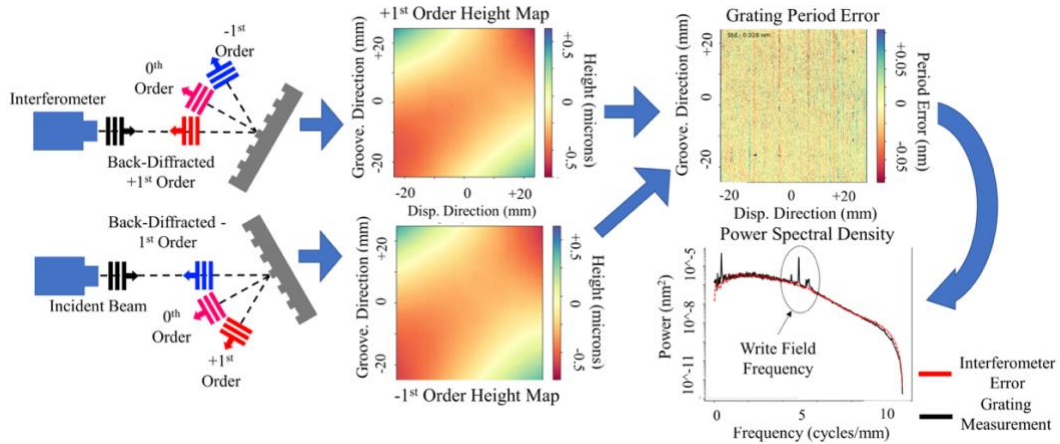 -1st
Order
0th
Order
Interferometer
Back-Diffracted
+1st Order
Back-Diffracted -
1st Order
Incident Beam
0th
Order
+1st
Order
+1st Order Height Map
Groove. Direction (mm)
+20
0
-20
-20
0
+20
Disp. Direction (mm)
+0.5
0
-0.5
Height (microns)
Groove. Direction (mm)
+20
0
-20
+0.5
0
-0.5
Height (microns)
-1st Order Height Map
Grating Period Error
Std.: 0.028 nm
Groove. Direction (mm)
+20
0
-20
-20
0
+20
Disp. Direction (mm)
+0.05
0
-0.05
Period Error (nm)
Power Spectral Density
Power (nm²)
10^-5
10^-8
10^-11
0
5
10
Frequency (cycles/mm)
Write Field
Frequency
Interferometer
Error
Grating
Measurement